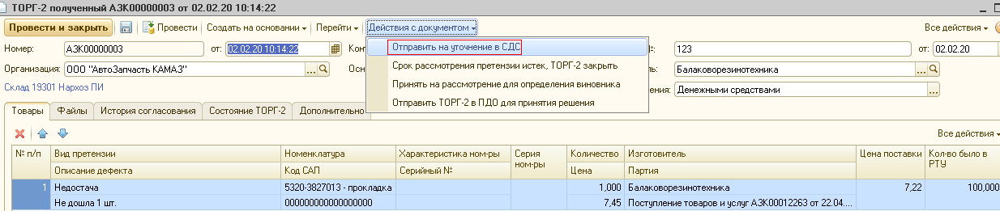 ТОРГ-2 полученный АЗК00000003 от 02.02.20 10:14:22
Провести и закрыть Провести Создать на основании Перейти Действия с документом Все действия
Номер: АЗК00000003 от: 02.02.20 10:14:22 Конт №: 123 от: 02.02.20
Отправить на уточнение в СДС
Организация: ООО "АвтоЗапчасть КАМАЗ" ... Осн ль: Балаковорезинотехника ...
Срок рассмотрения претензии истек, ТОРГ-2 закрыть
Склад 19301 Нархоз ПИ ения: Денежными средствами ...
Принять на рассмотрение для определения виновника
Отправить ТОРГ-2 в ПДО для принятия решения
Товары Файлы История согласования Состояние ТОРГ-2 Дополнительно
Все действия
№ п/п Вид претензии Номенклатура Характеристика ном-ры Серия ном-ры Количество Изготовитель Цена поставки Кол-во было в РТУ
Описание дефекта Код САП Серийный № Цена Партия
1 Недостача 5320-3827013 - прокладка 1,000 Балаковорезинотехника 7,22 100,000
Не дошла 1 шт. 000000000000000000 7,45 Поступление товаров и услуг АЗК00012263 от 22.04....